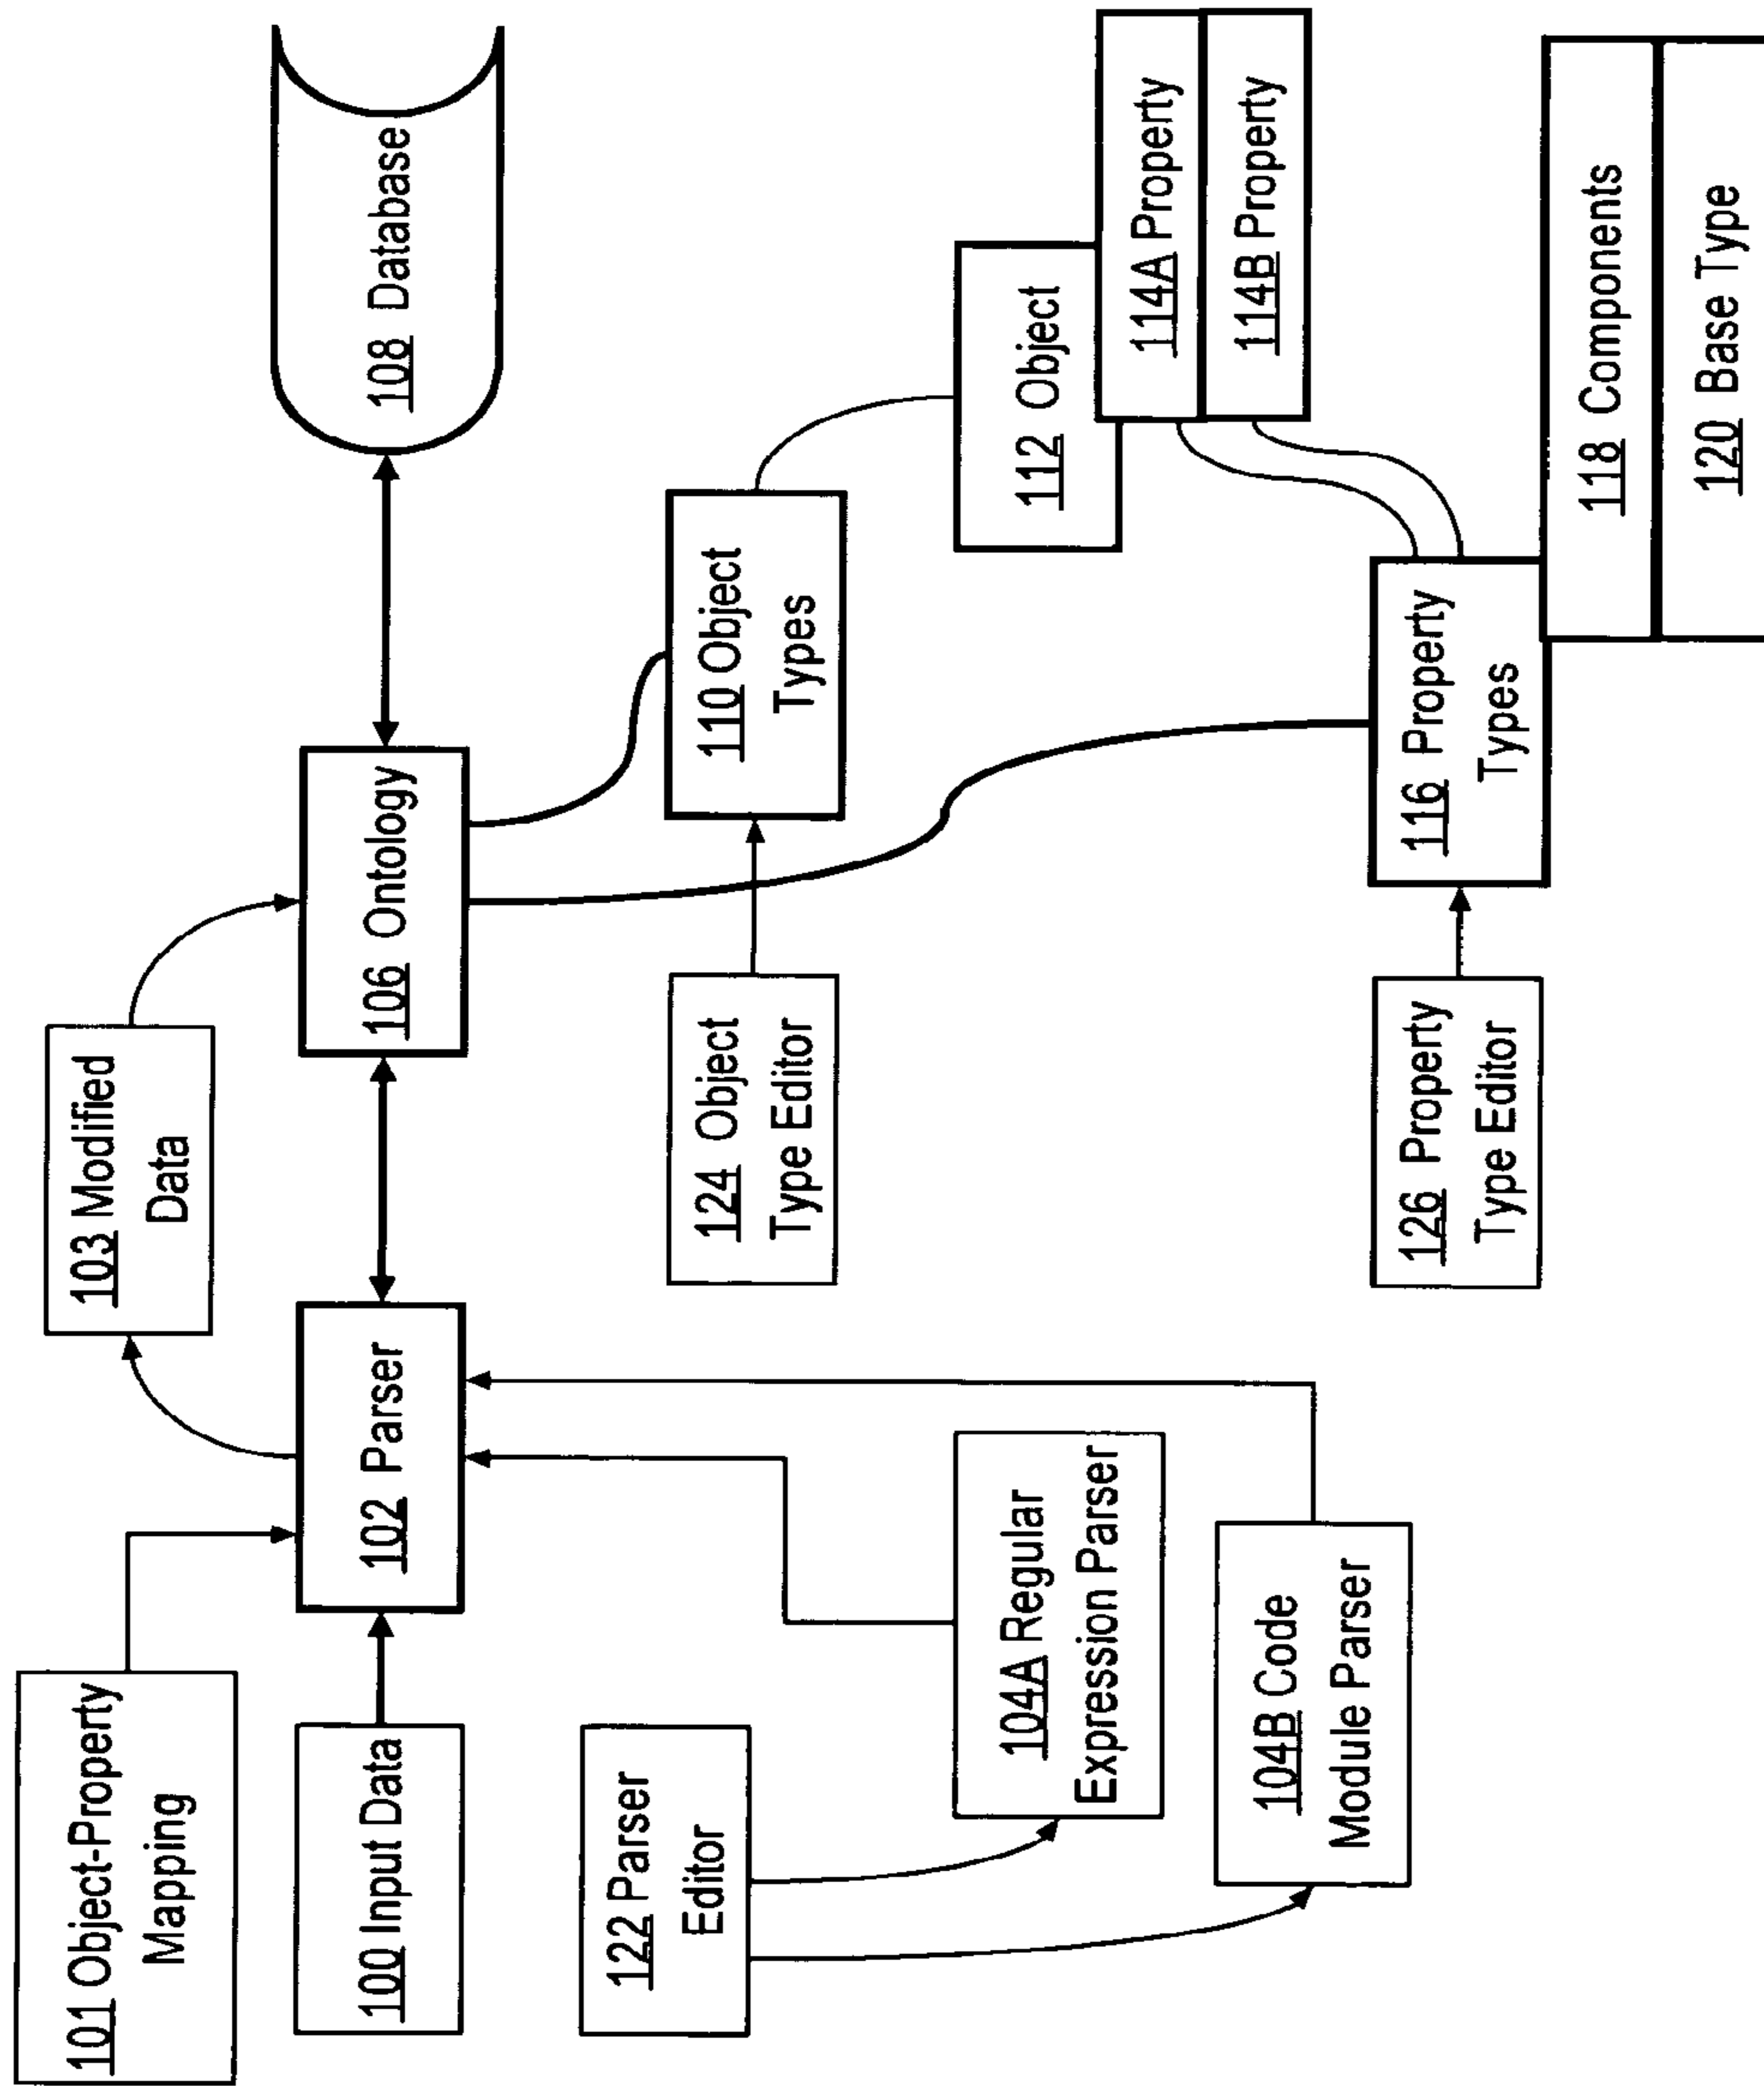 101 Object-Property
Mapping
100 Input Data
102 Parser
103 Modified
Data
106 Ontology
108 Database
122 Parser
Editor
104A Regular
Expression Parser
104B Code
Module Parser
124 Object
Type Editor
110 Object
Types
112 Object
114A Property
114B Property
126 Property
Type Editor
116 Property
Types
118 Components
120 Base Type